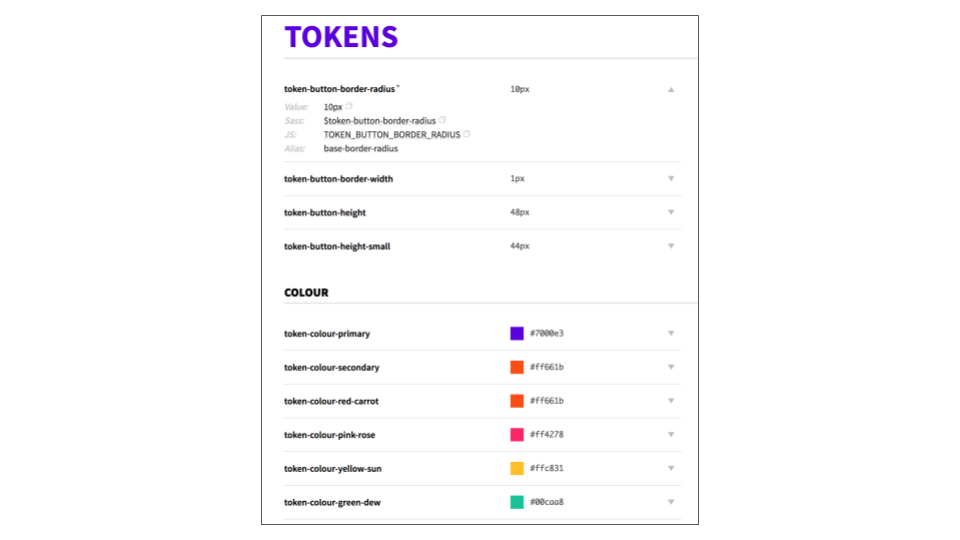 TOKENS
token-button-border-radius* 10px
Value: 10px
Sass: $token-button-border-radius
JS: TOKEN_BUTTON_BORDER_RADIUS
Alias: base-border-radius
token-button-border-width 1px
token-button-height 48px
token-button-height-small 44px
COLOUR
token-colour-primary #7000e3
token-colour-secondary #ff661b
token-colour-red-carrot #ff661b
token-colour-pink-rose #ff4278
token-colour-yellow-sun #ffc831
token-colour-green-dew #00caa8